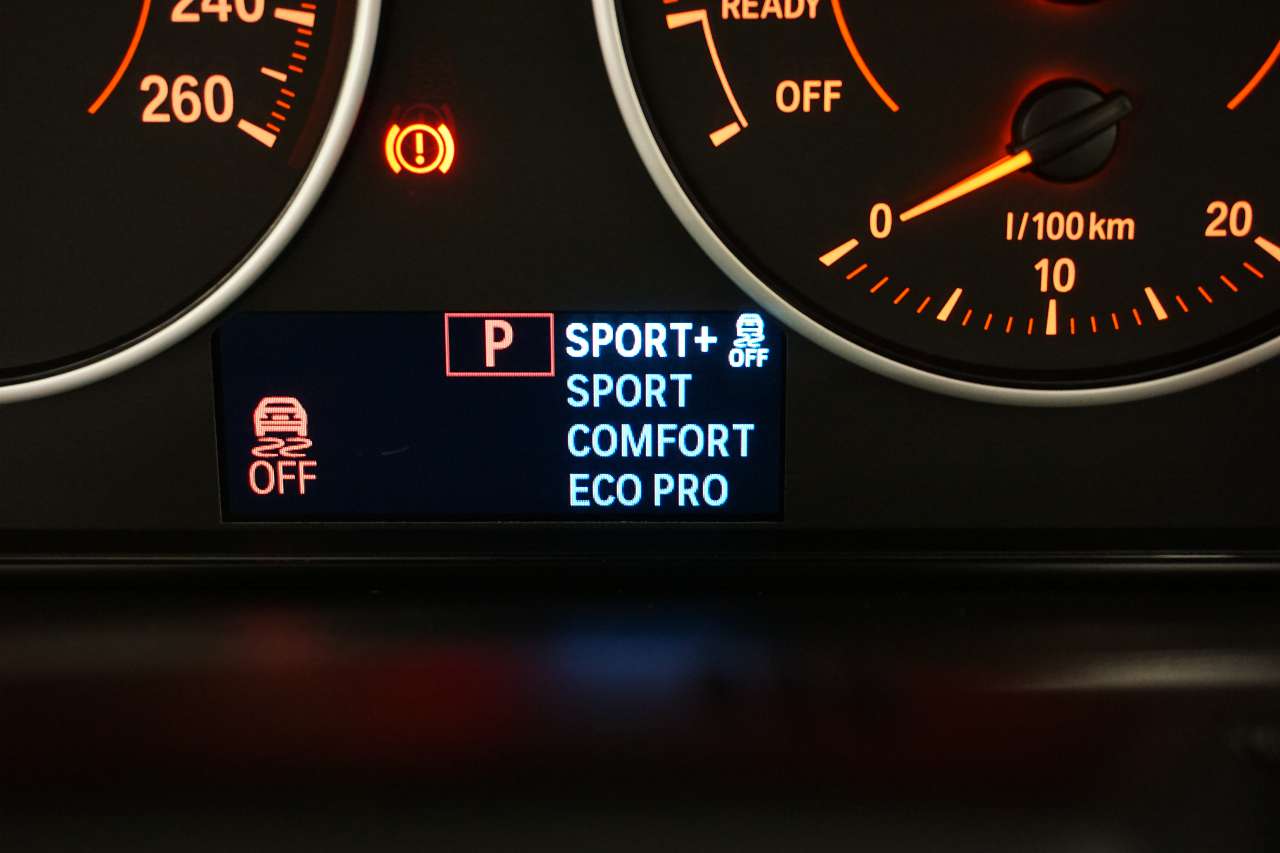 240
260
READY
OFF
0
l/100 km
20
10
P
SPORT+
OFF
SPORT
COMFORT
ECO PRO
OFF